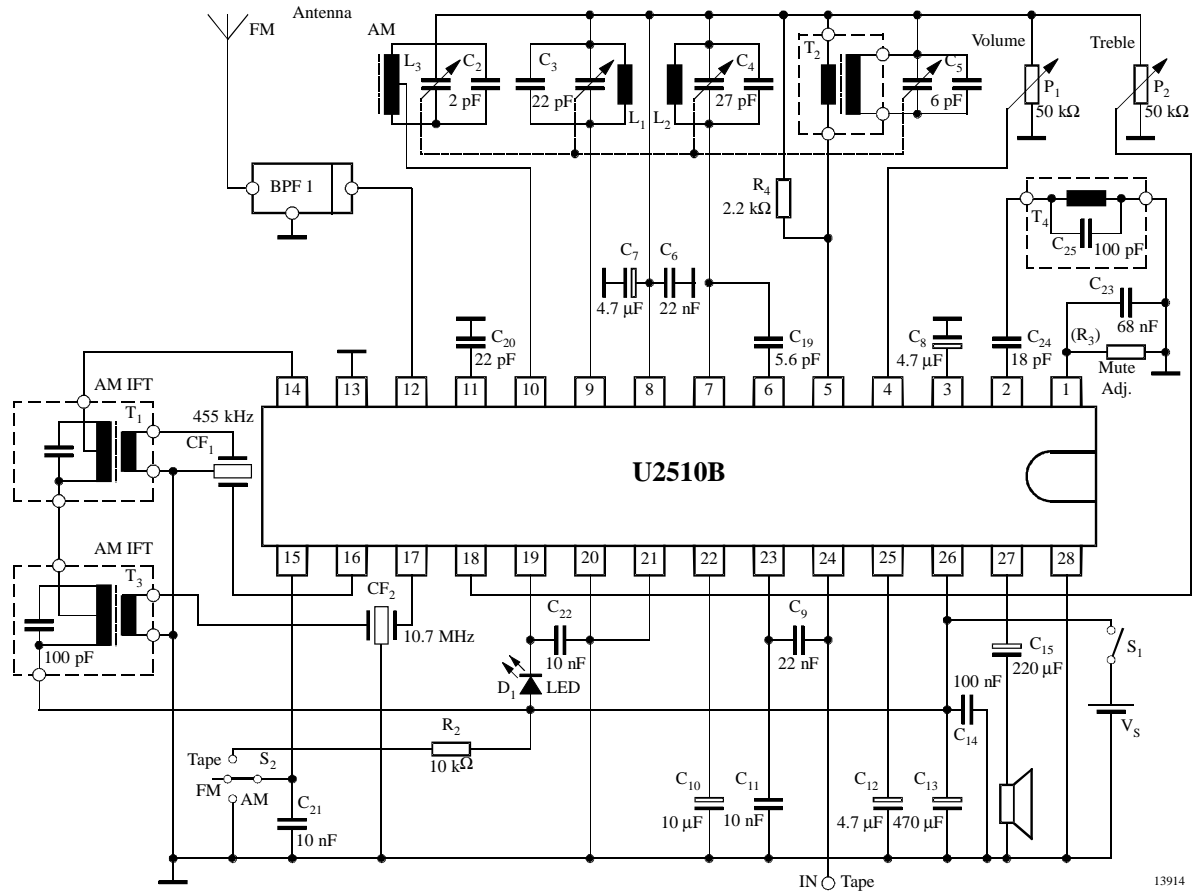 Antenna
FM
AM
Volume
Treble
L3
C2
2 pF
C3
22 pF
L1
L2
C4
27 pF
T2
C5
6 pF
P1
50 kΩ
P2
50 kΩ
BPF 1
R4
2.2 kΩ
T4
C25
100 pF
C7
4.7 µF
C6
22 nF
C23
68 nF
C20
22 pF
C19
5.6 pF
C8
4.7 µF
C24
18 pF
(R3)
Mute
Adj.
14
13
12
11
10
9
8
7
6
5
4
3
2
1
AM IFT
T1
455 kHz
CF1
U2510B
15
16
17
18
19
20
21
22
23
24
25
26
27
28
AM IFT
T3
100 pF
CF2
10.7 MHz
C22
10 nF
D1
LED
C9
22 nF
C15
220 µF
S1
VS
100 nF
C14
R2
10 kΩ
Tape
S2
FM
AM
C21
10 nF
C10
10 µF
C11
10 nF
C12
4.7 µF
C13
470 µF
IN
Tape
13914